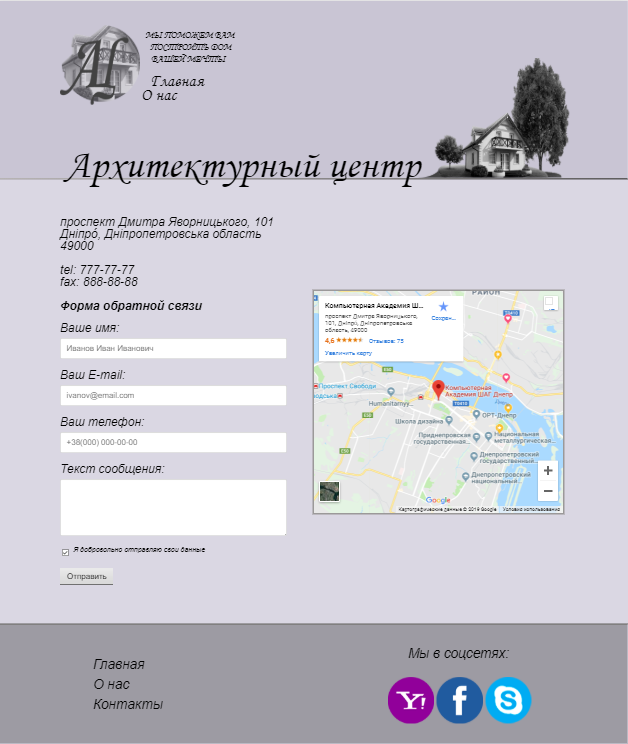 АЦ
МЫ ПОМОЖЕМ ВАМ
ПОСТРОИТЬ ДОМ
ВАШЕЙ МЕЧТЫ
Главная
О нас
Архитектурный центр
проспект Дмитра Яворницького, 101
Дніпро́, Дніпропетровська область
49000
tel: 777-77-77
fax: 888-88-88
Форма обратной связи
Ваше имя:
Иванов Иван Иванович
Ваш E-mail:
ivanov@email.com
Ваш телефон:
+38(000) 000-00-00
Текст сообщения:
Я добровольно отправляю свои данные
Отправить
РАЙОН
Компьютерная Академия Ш...
проспект Дмитра Яворницького,
101, Дніпро, Дніпропетровська
область, 49000
Сохран...
4,6 ★★★★★ Отзывов: 75
Увеличить карту
Проспект Свободи
Humanitarnyy...
Компьютерная
Академия ШАГ Днепр
Школа дизайна
ОРТ-Днепр
Приднепровский
государственный...
Национальная
металлургическая...
Днепропетровский
государственный...
Днепропетровский
национальный...
+
−
Google
Картографические данные © 2019 Google
Условия использования
Главная
О нас
Контакты
Мы в соцсетях:
Y!
f
S